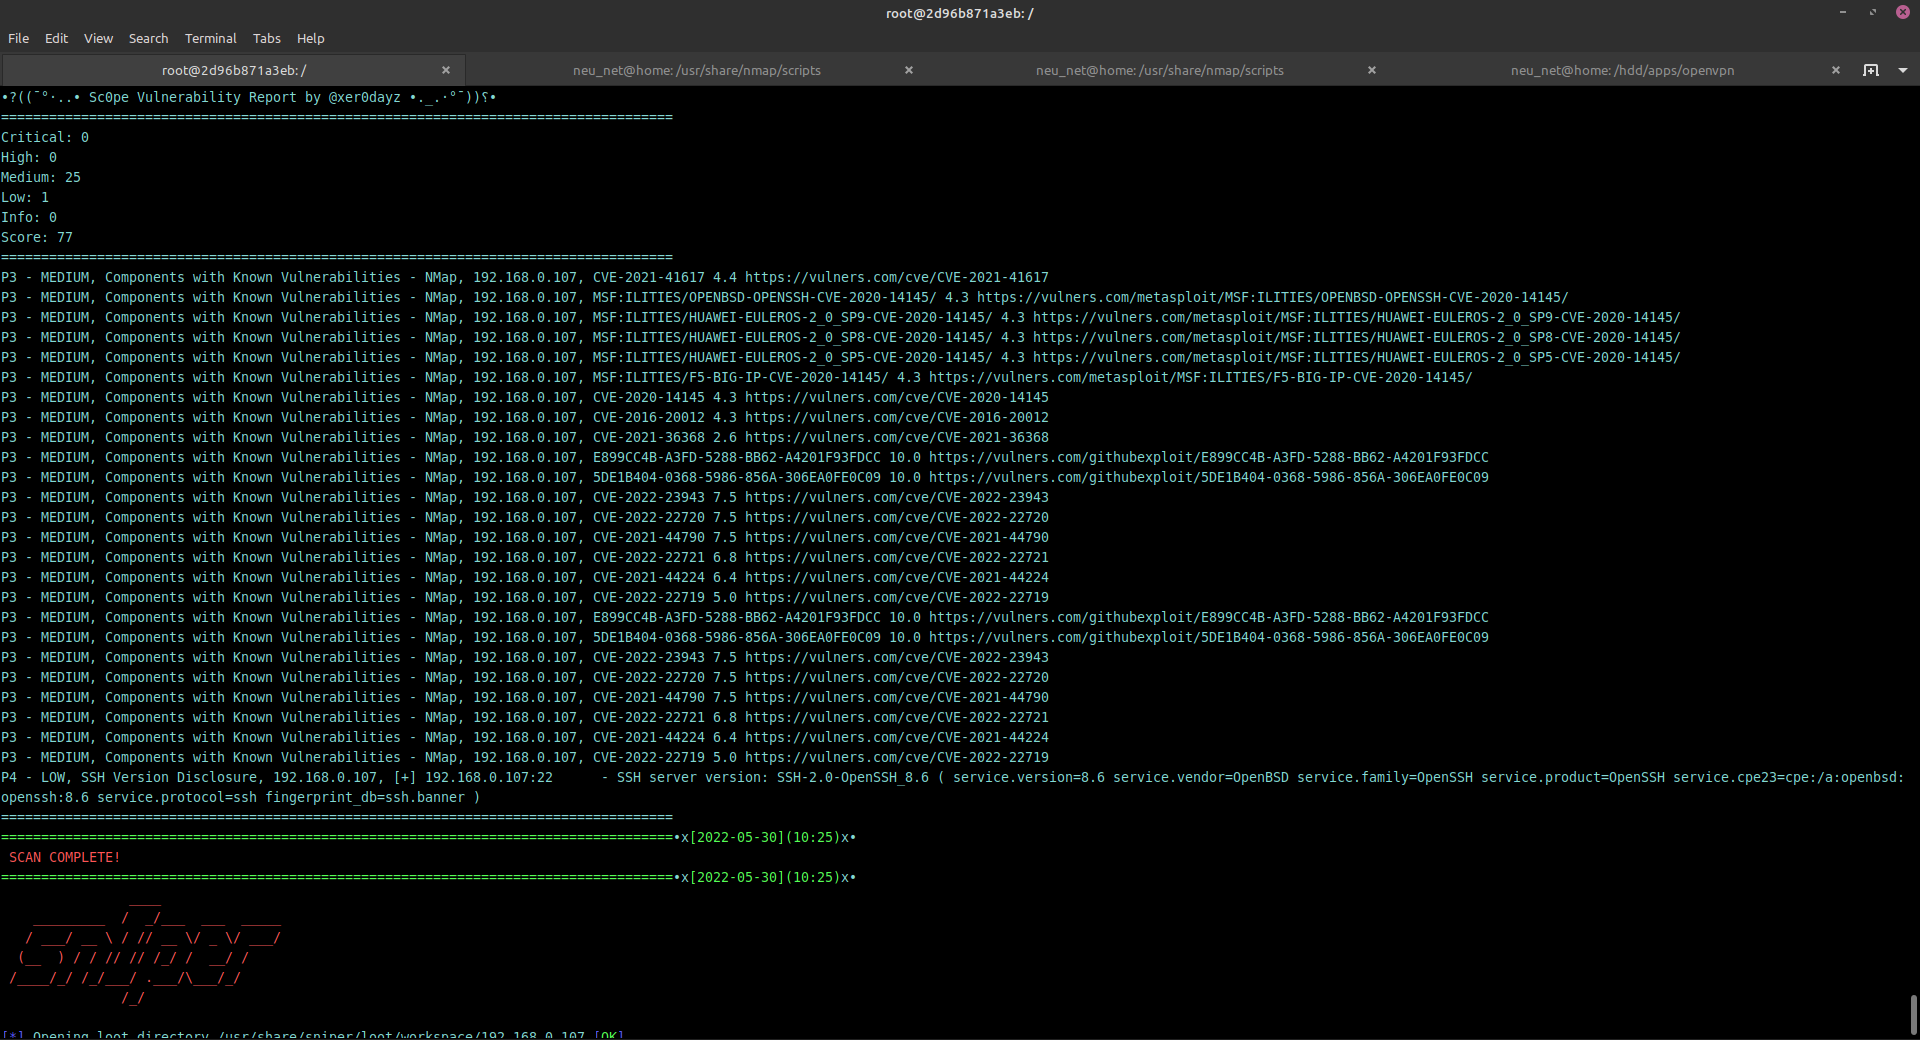 root@2d96b871a3eb: /
File Edit View Search Terminal Tabs Help
root@2d96b871a3eb: / × neu_net@home: /usr/share/nmap/scripts × neu_net@home: /usr/share/nmap/scripts × neu_net@home: /hdd/apps/openvpn ×
•?((¯°·..• Sc0pe Vulnerability Report by @xer0dayz •._.·°¯))؟•
====================================================================================
Critical: 0
High: 0
Medium: 25
Low: 1
Info: 0
Score: 77
====================================================================================
P3 - MEDIUM, Components with Known Vulnerabilities - NMap, 192.168.0.107, CVE-2021-41617 4.4 https://vulners.com/cve/CVE-2021-41617
P3 - MEDIUM, Components with Known Vulnerabilities - NMap, 192.168.0.107, MSF:ILITIES/OPENBSD-OPENSSH-CVE-2020-14145/ 4.3 https://vulners.com/metasploit/MSF:ILITIES/OPENBSD-OPENSSH-CVE-2020-14145/
P3 - MEDIUM, Components with Known Vulnerabilities - NMap, 192.168.0.107, MSF:ILITIES/HUAWEI-EULEROS-2_0_SP9-CVE-2020-14145/ 4.3 https://vulners.com/metasploit/MSF:ILITIES/HUAWEI-EULEROS-2_0_SP9-CVE-2020-14145/
P3 - MEDIUM, Components with Known Vulnerabilities - NMap, 192.168.0.107, MSF:ILITIES/HUAWEI-EULEROS-2_0_SP8-CVE-2020-14145/ 4.3 https://vulners.com/metasploit/MSF:ILITIES/HUAWEI-EULEROS-2_0_SP8-CVE-2020-14145/
P3 - MEDIUM, Components with Known Vulnerabilities - NMap, 192.168.0.107, MSF:ILITIES/HUAWEI-EULEROS-2_0_SP5-CVE-2020-14145/ 4.3 https://vulners.com/metasploit/MSF:ILITIES/HUAWEI-EULEROS-2_0_SP5-CVE-2020-14145/
P3 - MEDIUM, Components with Known Vulnerabilities - NMap, 192.168.0.107, MSF:ILITIES/F5-BIG-IP-CVE-2020-14145/ 4.3 https://vulners.com/metasploit/MSF:ILITIES/F5-BIG-IP-CVE-2020-14145/
P3 - MEDIUM, Components with Known Vulnerabilities - NMap, 192.168.0.107, CVE-2020-14145 4.3 https://vulners.com/cve/CVE-2020-14145
P3 - MEDIUM, Components with Known Vulnerabilities - NMap, 192.168.0.107, CVE-2016-20012 4.3 https://vulners.com/cve/CVE-2016-20012
P3 - MEDIUM, Components with Known Vulnerabilities - NMap, 192.168.0.107, CVE-2021-36368 2.6 https://vulners.com/cve/CVE-2021-36368
P3 - MEDIUM, Components with Known Vulnerabilities - NMap, 192.168.0.107, E899CC4B-A3FD-5288-BB62-A4201F93FDCC 10.0 https://vulners.com/githubexploit/E899CC4B-A3FD-5288-BB62-A4201F93FDCC
P3 - MEDIUM, Components with Known Vulnerabilities - NMap, 192.168.0.107, 5DE1B404-0368-5986-856A-306EA0FE0C09 10.0 https://vulners.com/githubexploit/5DE1B404-0368-5986-856A-306EA0FE0C09
P3 - MEDIUM, Components with Known Vulnerabilities - NMap, 192.168.0.107, CVE-2022-23943 7.5 https://vulners.com/cve/CVE-2022-23943
P3 - MEDIUM, Components with Known Vulnerabilities - NMap, 192.168.0.107, CVE-2022-22720 7.5 https://vulners.com/cve/CVE-2022-22720
P3 - MEDIUM, Components with Known Vulnerabilities - NMap, 192.168.0.107, CVE-2021-44790 7.5 https://vulners.com/cve/CVE-2021-44790
P3 - MEDIUM, Components with Known Vulnerabilities - NMap, 192.168.0.107, CVE-2022-22721 6.8 https://vulners.com/cve/CVE-2022-22721
P3 - MEDIUM, Components with Known Vulnerabilities - NMap, 192.168.0.107, CVE-2021-44224 6.4 https://vulners.com/cve/CVE-2021-44224
P3 - MEDIUM, Components with Known Vulnerabilities - NMap, 192.168.0.107, CVE-2022-22719 5.0 https://vulners.com/cve/CVE-2022-22719
P3 - MEDIUM, Components with Known Vulnerabilities - NMap, 192.168.0.107, E899CC4B-A3FD-5288-BB62-A4201F93FDCC 10.0 https://vulners.com/githubexploit/E899CC4B-A3FD-5288-BB62-A4201F93FDCC
P3 - MEDIUM, Components with Known Vulnerabilities - NMap, 192.168.0.107, 5DE1B404-0368-5986-856A-306EA0FE0C09 10.0 https://vulners.com/githubexploit/5DE1B404-0368-5986-856A-306EA0FE0C09
P3 - MEDIUM, Components with Known Vulnerabilities - NMap, 192.168.0.107, CVE-2022-23943 7.5 https://vulners.com/cve/CVE-2022-23943
P3 - MEDIUM, Components with Known Vulnerabilities - NMap, 192.168.0.107, CVE-2022-22720 7.5 https://vulners.com/cve/CVE-2022-22720
P3 - MEDIUM, Components with Known Vulnerabilities - NMap, 192.168.0.107, CVE-2021-44790 7.5 https://vulners.com/cve/CVE-2021-44790
P3 - MEDIUM, Components with Known Vulnerabilities - NMap, 192.168.0.107, CVE-2022-22721 6.8 https://vulners.com/cve/CVE-2022-22721
P3 - MEDIUM, Components with Known Vulnerabilities - NMap, 192.168.0.107, CVE-2021-44224 6.4 https://vulners.com/cve/CVE-2021-44224
P3 - MEDIUM, Components with Known Vulnerabilities - NMap, 192.168.0.107, CVE-2022-22719 5.0 https://vulners.com/cve/CVE-2022-22719
P4 - LOW, SSH Version Disclosure, 192.168.0.107, [+] 192.168.0.107:22      - SSH server version: SSH-2.0-OpenSSH_8.6 ( service.version=8.6 service.vendor=OpenBSD service.family=OpenSSH service.product=OpenSSH service.cpe23=cpe:/a:openbsd:
openssh:8.6 service.protocol=ssh fingerprint_db=ssh.banner )
====================================================================================
====================================================================================•x[2022-05-30](10:25)x•
SCAN COMPLETE!
====================================================================================•x[2022-05-30](10:25)x•
                ____
    _________  /  _/___  ___  _____
   / ___/ __ \ / // __ \/ _ \/ ___/
  (__  ) / / // // /_/ /  __/ /
 /____/_/ /_/___/ .___/\___/_/
               /_/
[*] Opening loot directory /usr/share/sniper/loot/workspace/192.168.0.107 [OK]